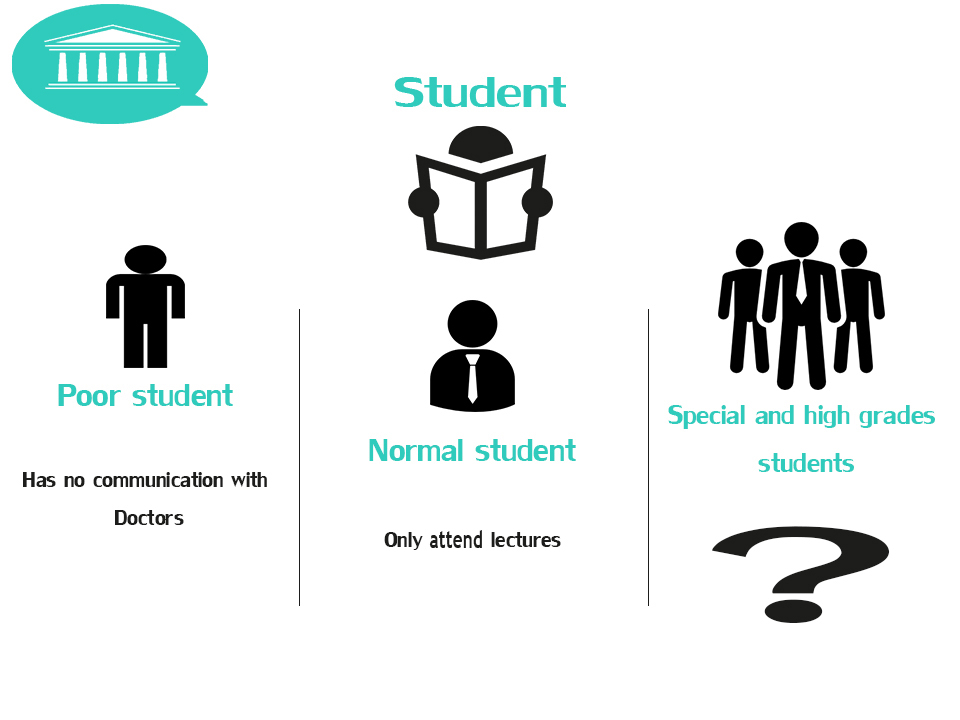 Student
Poor student
Has no communication with
Doctors
Normal student
Only attend lectures
Special and high grades
students
?